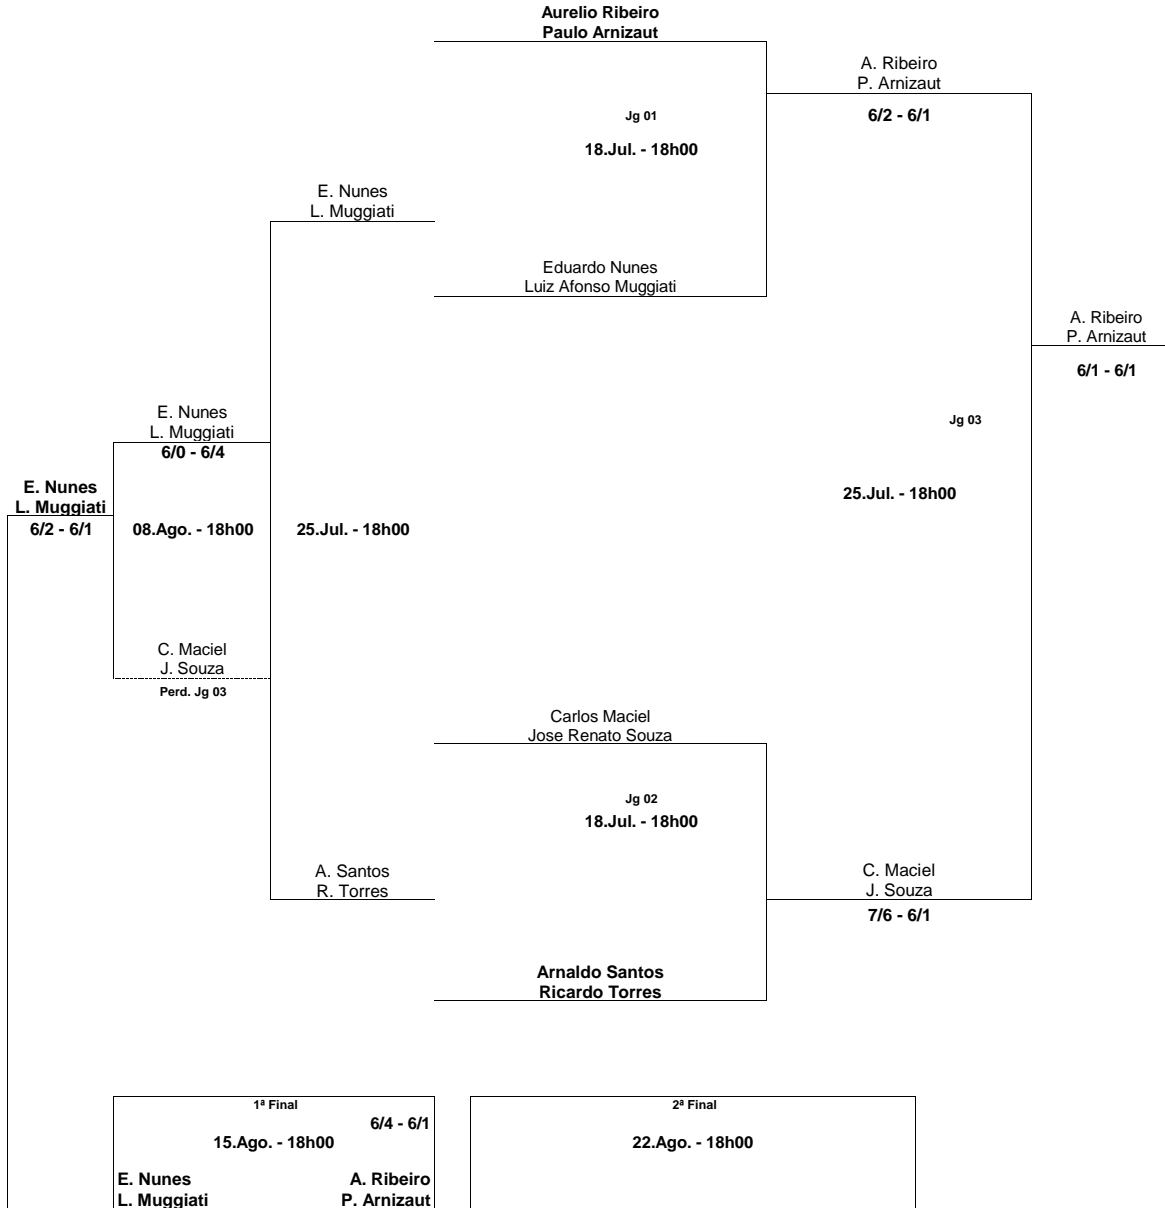 Aurelio Ribeiro
Paulo Arnizaut
A. Ribeiro
P. Arnizaut
Jg 01
6/2 - 6/1
18.Jul. - 18h00
E. Nunes
L. Muggiati
Eduardo Nunes
Luiz Afonso Muggiati
A. Ribeiro
P. Arnizaut
6/1 - 6/1
E. Nunes
L. Muggiati
6/0 - 6/4
Jg 03
E. Nunes
L. Muggiati
25.Jul. - 18h00
6/2 - 6/1
08.Ago. - 18h00
25.Jul. - 18h00
C. Maciel
J. Souza
Perd. Jg 03
Carlos Maciel
Jose Renato Souza
Jg 02
18.Jul. - 18h00
A. Santos
R. Torres
C. Maciel
J. Souza
7/6 - 6/1
Arnaldo Santos
Ricardo Torres
1ª Final
6/4 - 6/1
15.Ago. - 18h00
E. Nunes
L. Muggiati
A. Ribeiro
P. Arnizaut
2ª Final
22.Ago. - 18h00